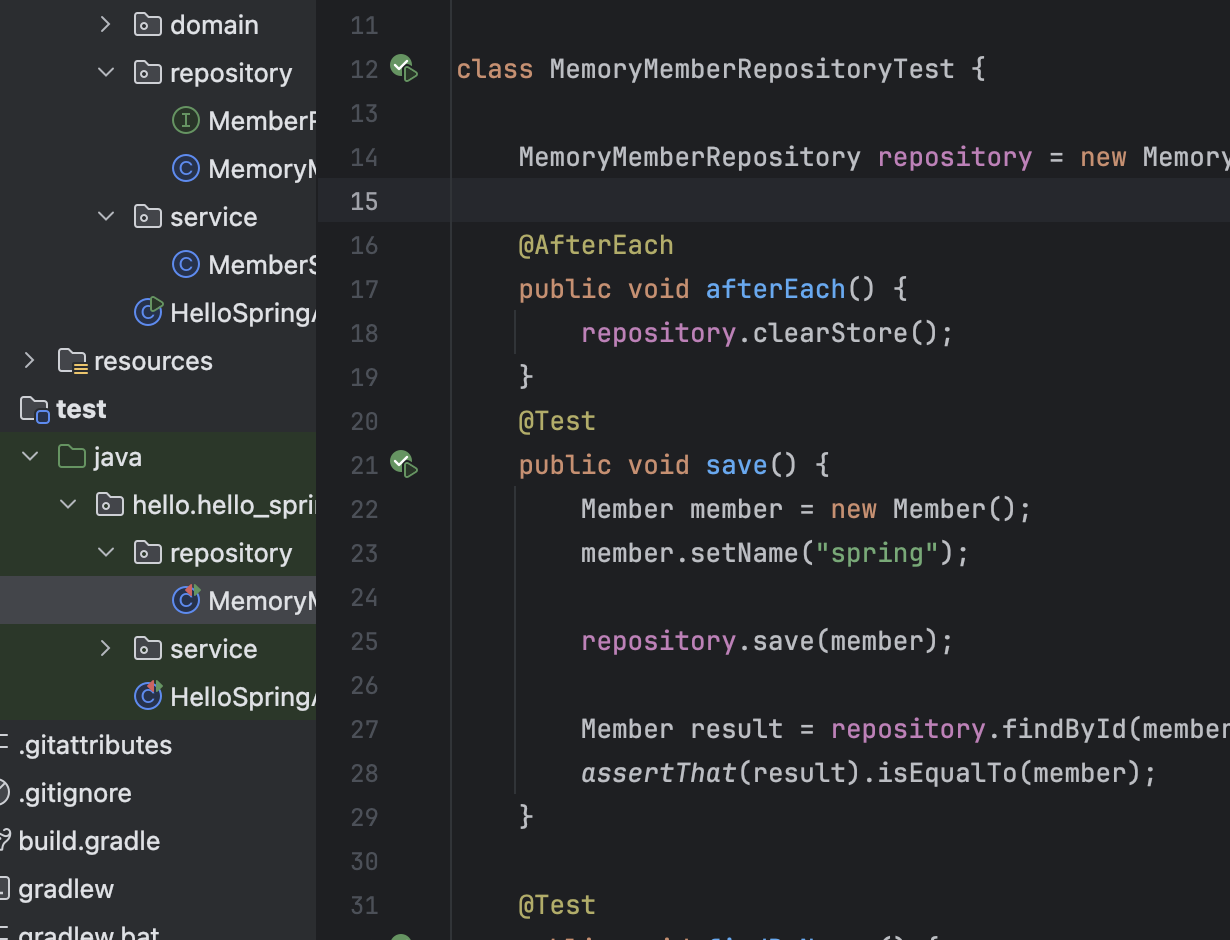 domain
repository
MemberR
MemoryM
service
MemberS
HelloSpringA
resources
test
java
hello.hello_spri
repository
MemoryM
service
HelloSpringA
.gitattributes
.gitignore
build.gradle
gradlew
gradlew.bat
11
12 class MemoryMemberRepositoryTest {
13
14 MemoryMemberRepository repository = new Memory
15
16 @AfterEach
17 public void afterEach() {
18 repository.clearStore();
19 }
20 @Test
21 public void save() {
22 Member member = new Member();
23 member.setName("spring");
24
25 repository.save(member);
26
27 Member result = repository.findById(member
28 assertThat(result).isEqualTo(member);
29 }
30
31 @Test